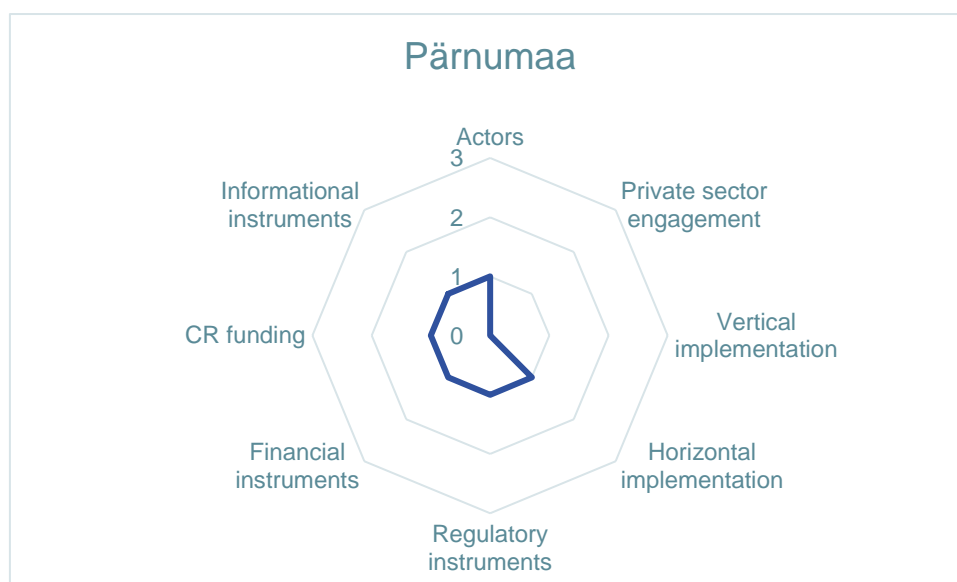 Pärnumaa
Actors
3
Informational
instruments
Private sector
engagement
2
1
CR funding
0
Vertical
implementation
Financial
instruments
Horizontal
implementation
Regulatory
instruments